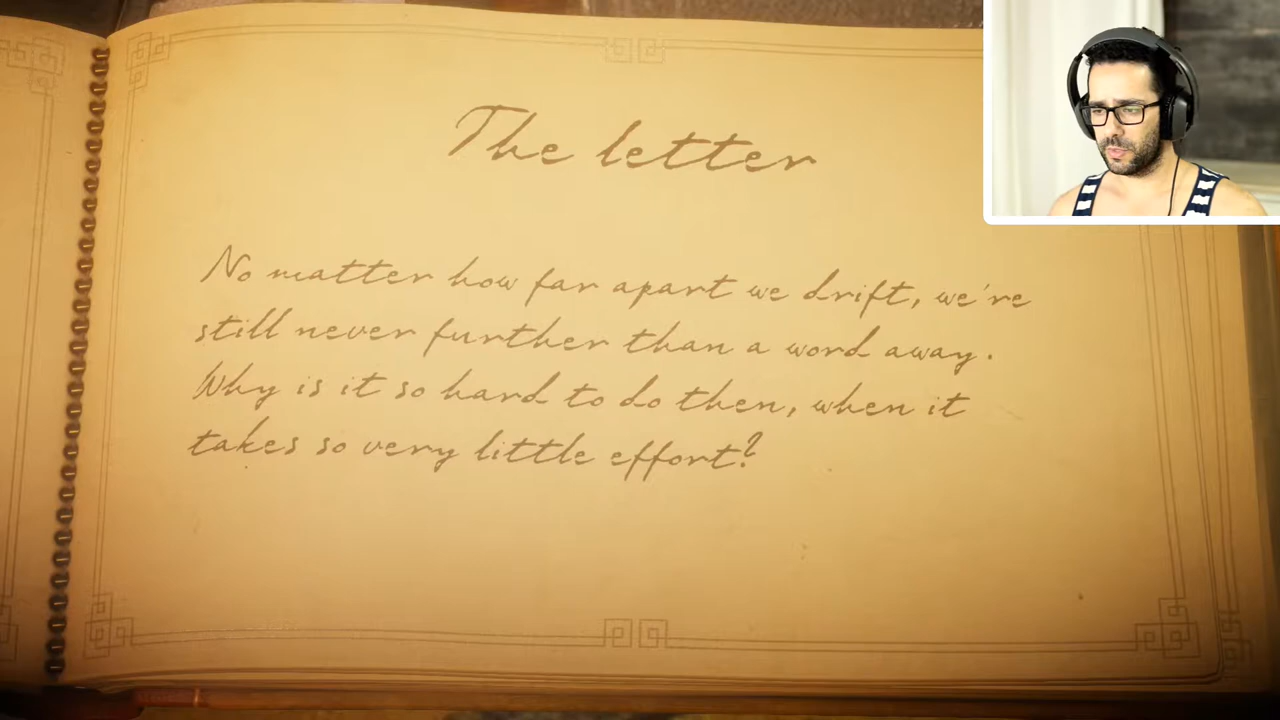 The letter
No matter how far apart we drift, we're
still never further than a word away.
Why is it so hard to do then, when it
takes so very little effort?